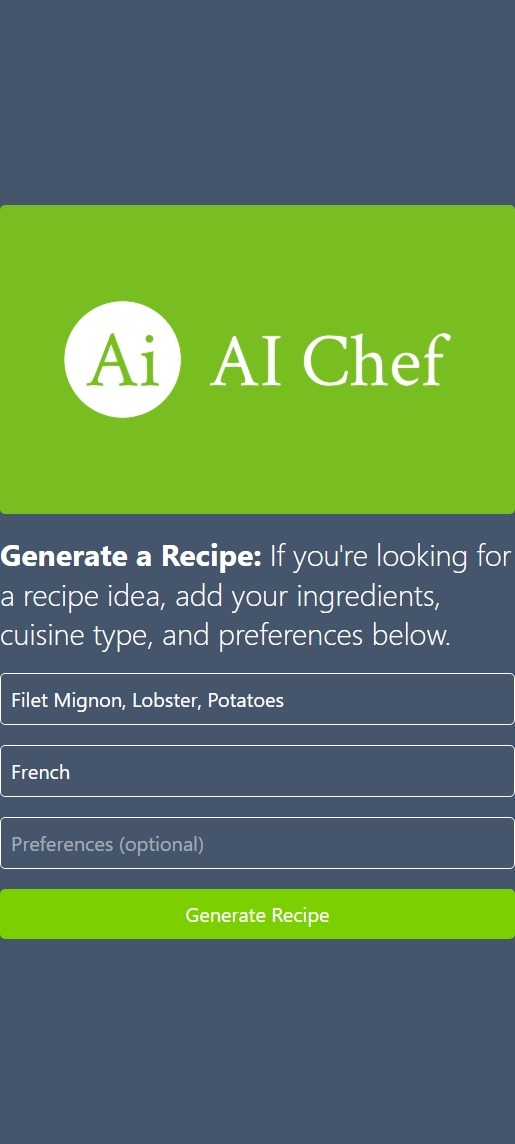 Ai AI Chef
Generate a Recipe: If you're looking for
a recipe idea, add your ingredients,
cuisine type, and preferences below.
Filet Mignon, Lobster, Potatoes
French
Preferences (optional)
Generate Recipe